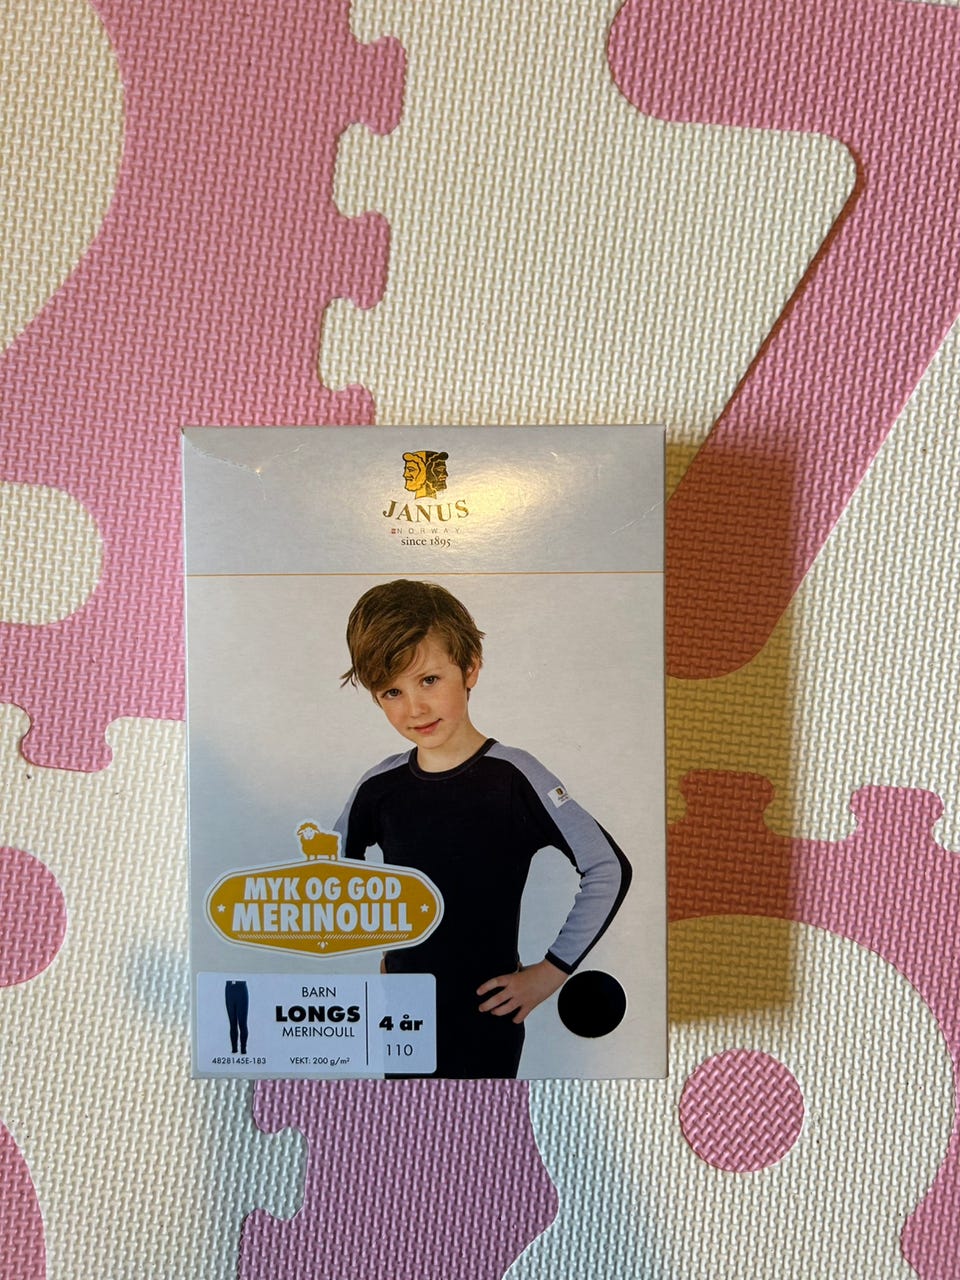 JANUS
NORWAY
since 1895
MYK OG GOD
MERINOULL
BARN
LONGS
MERINOULL
4828145E-183
VEKT: 200 g/m²
4 år
110
7